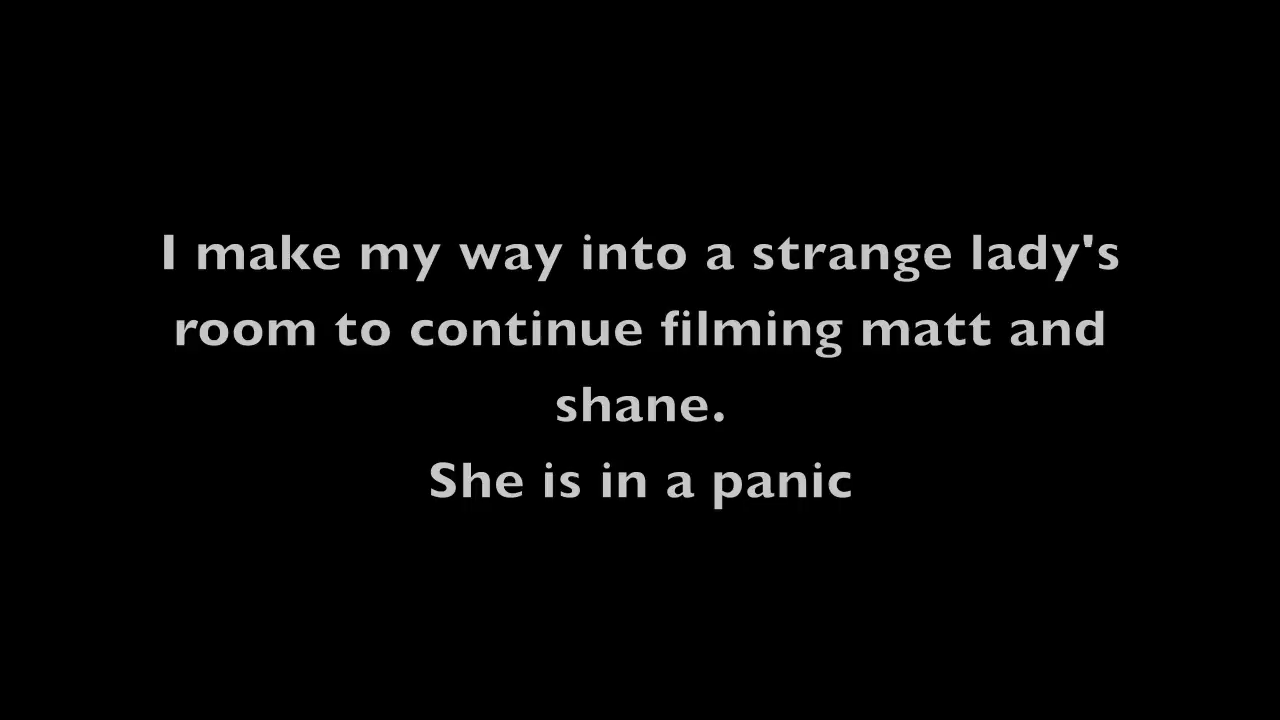 I make my way into a strange lady's
room to continue filming matt and
shane.
She is in a panic